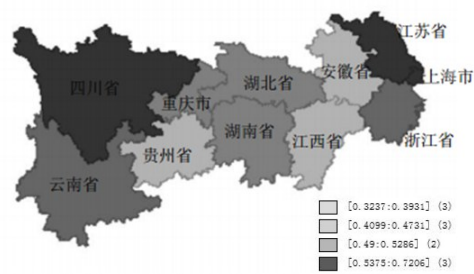 江苏省
四川省
安徽省
上海市
湖北省
重庆市
湖南省
江西省
浙江省
贵州省
云南省
[0.3237:0.3931] (3)
[0.4099:0.4731] (3)
[0.49:0.5286] (2)
[0.5375:0.7206] (3)